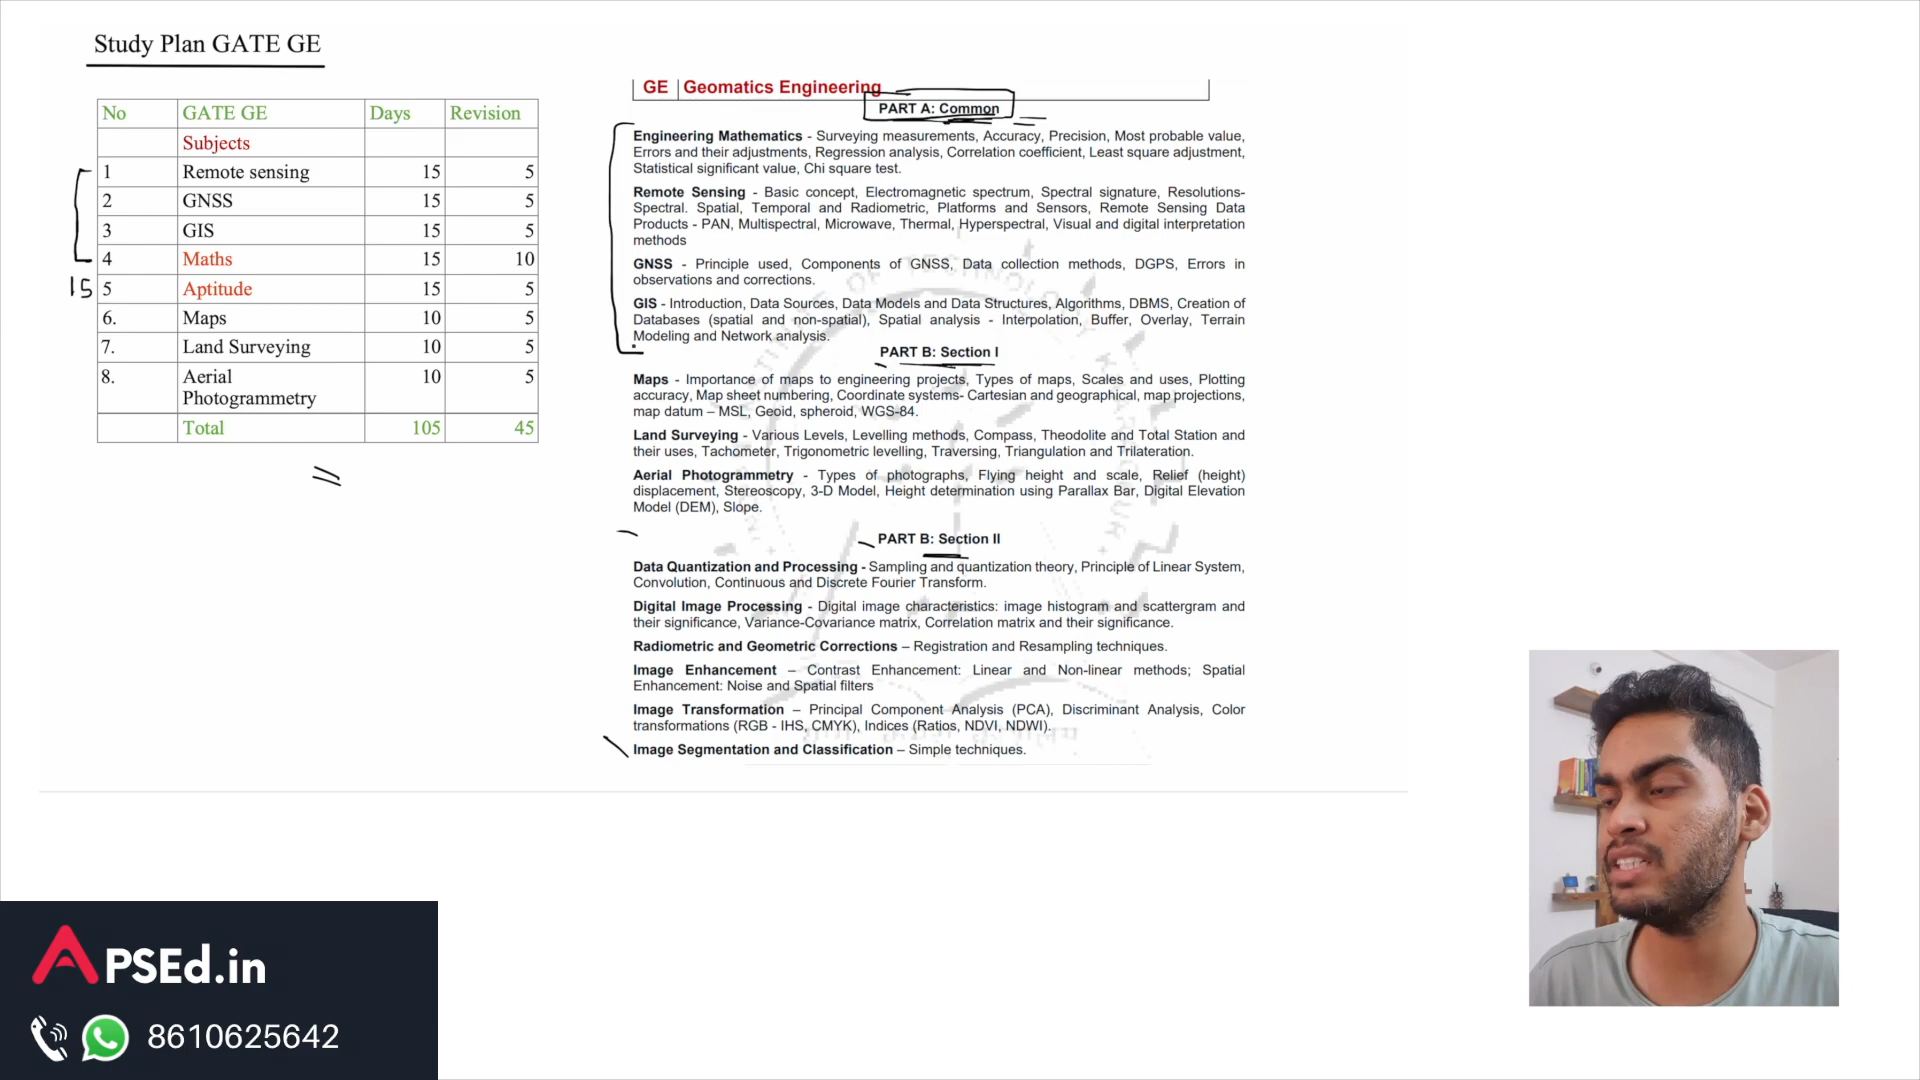 Study Plan GATE GE
No GATE GE Days Revision
Subjects
1 Remote sensing 15 5
2 GNSS 15 5
3 GIS 15 5
4 Maths 15 10
15 5 Aptitude 15 5
6. Maps 10 5
7. Land Surveying 10 5
8. Aerial 10 5
Photogrammetry
Total 105 45
GE Geomatics Engineering
PART A: Common
Engineering Mathematics - Surveying measurements, Accuracy, Precision, Most probable value,
Errors and their adjustments, Regression analysis, Correlation coefficient, Least square adjustment,
Statistical significant value, Chi square test.
Remote Sensing - Basic concept, Electromagnetic spectrum, Spectral signature, Resolutions-
Spectral. Spatial, Temporal and Radiometric, Platforms and Sensors, Remote Sensing Data
Products - PAN, Multispectral, Microwave, Thermal, Hyperspectral, Visual and digital interpretation
methods
GNSS - Principle used, Components of GNSS, Data collection methods, DGPS, Errors in
observations and corrections.
GIS - Introduction, Data Sources, Data Models and Data Structures, Algorithms, DBMS, Creation of
Databases (spatial and non-spatial), Spatial analysis - Interpolation, Buffer, Overlay, Terrain
Modeling and Network analysis.
PART B: Section I
Maps - Importance of maps to engineering projects, Types of maps, Scales and uses, Plotting
accuracy, Map sheet numbering, Coordinate systems- Cartesian and geographical, map projections,
map datum – MSL, Geoid, spheroid, WGS-84.
Land Surveying - Various Levels, Levelling methods, Compass, Theodolite and Total Station and
their uses, Tachometer, Trigonometric levelling, Traversing, Triangulation and Trilateration.
Aerial Photogrammetry - Types of photographs, Flying height and scale, Relief (height)
displacement, Stereoscopy, 3-D Model, Height determination using Parallax Bar, Digital Elevation
Model (DEM), Slope.
PART B: Section II
Data Quantization and Processing - Sampling and quantization theory, Principle of Linear System,
Convolution, Continuous and Discrete Fourier Transform.
Digital Image Processing - Digital image characteristics: image histogram and scattergram and
their significance, Variance-Covariance matrix, Correlation matrix and their significance.
Radiometric and Geometric Corrections – Registration and Resampling techniques.
Image Enhancement – Contrast Enhancement: Linear and Non-linear methods; Spatial
Enhancement: Noise and Spatial filters
Image Transformation – Principal Component Analysis (PCA), Discriminant Analysis, Color
transformations (RGB - IHS, CMYK), Indices (Ratios, NDVI, NDWI).
Image Segmentation and Classification – Simple techniques.
APSEd.in
8610625642